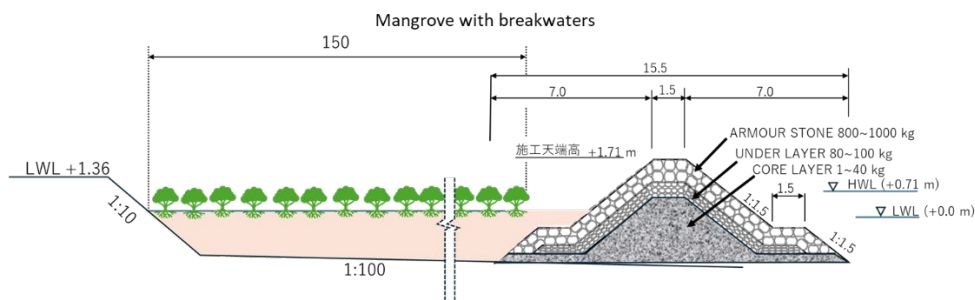 Mangrove with breakwaters
150
15.5
7.0
1.5
7.0
ARMOUR STONE 800~1000 kg
施工天端高 +1.71 m
UNDER LAYER 80~100 kg
CORE LAYER 1~40 kg
LWL +1.36
1.5
HWL (+0.71 m)
1:10
1:1.5
LWL (+0.0 m)
1:1.5
1:100